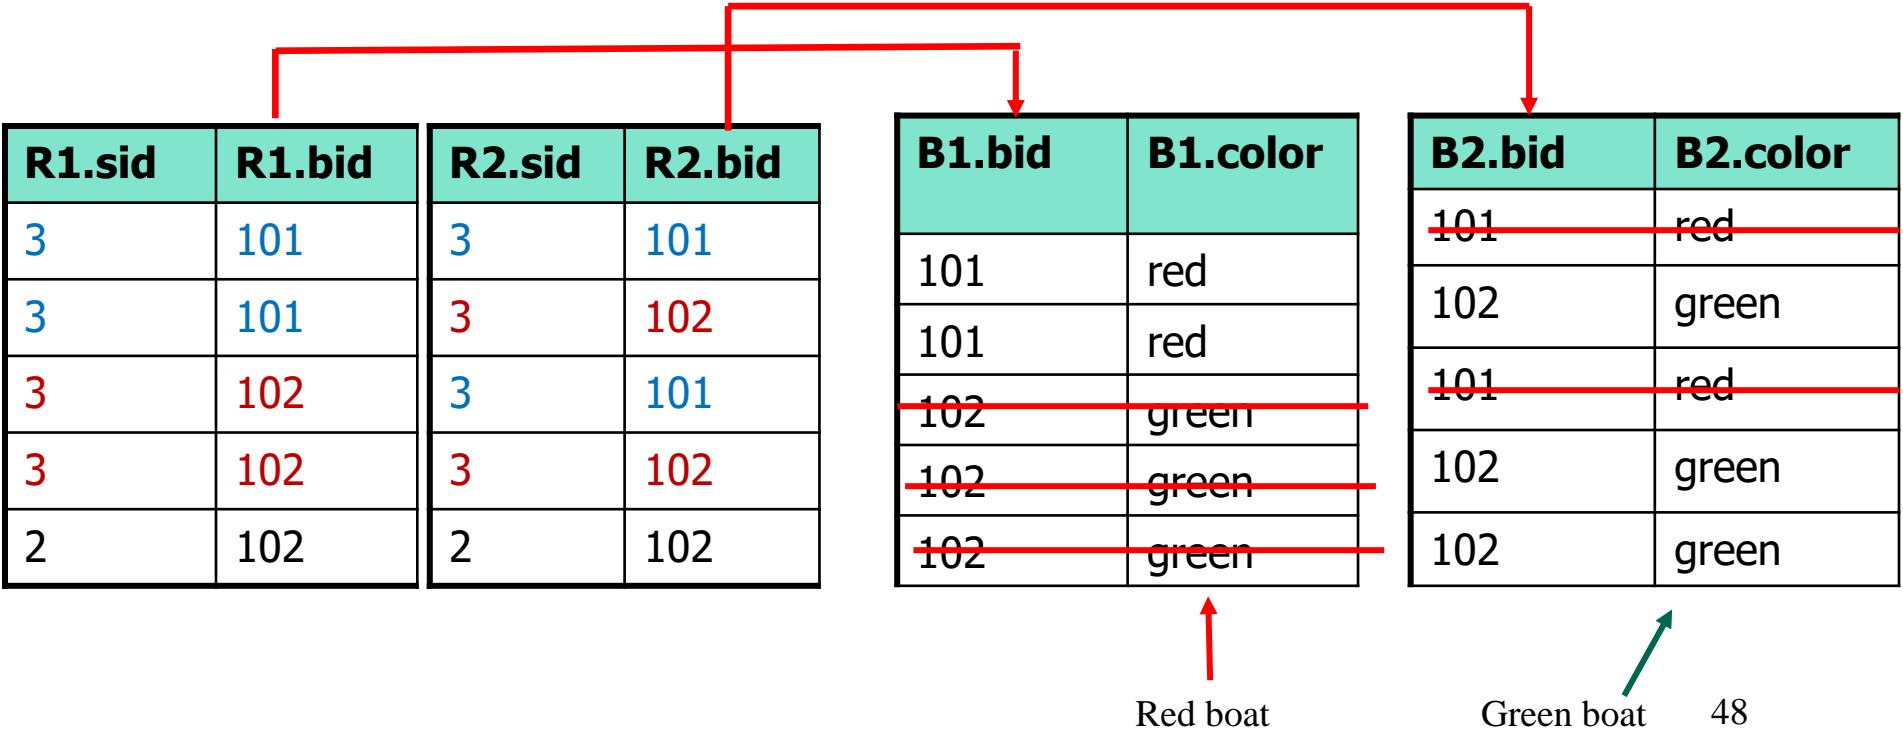 R1.sid R1.bid R2.sid R2.bid B1.bid B1.color B2.bid B2.color
3 101 3 101 101 red 101 red
3 101 3 102 101 red 102 green
3 102 3 101 102 green 101 red
3 102 3 102 102 green 102 green
2 102 2 102 102 green 102 green
Red boat Green boat 48